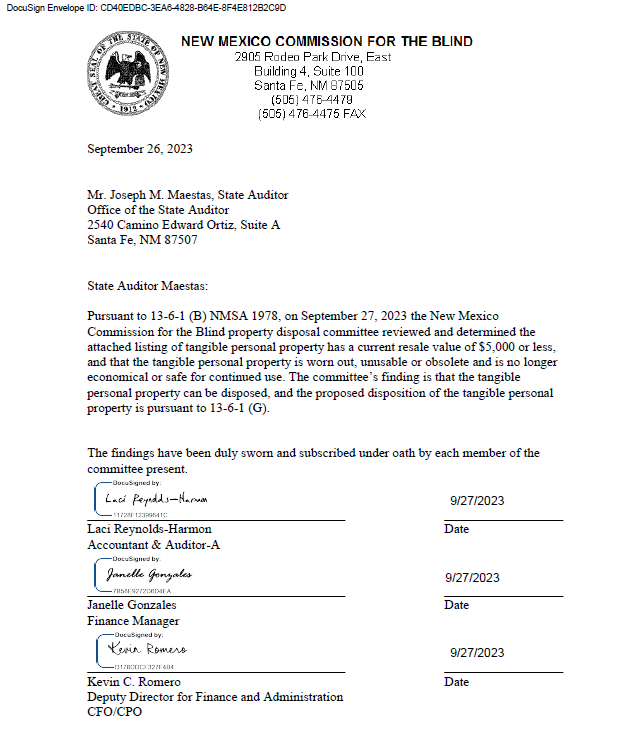 DocuSign Envelope ID: CD40EDBC-3EA6-4828-B64E-8F4E812B2C9D
GREAT SEAL OF THE STATE OF NEW MEXICO
1912
NEW MEXICO COMMISSION FOR THE BLIND
2905 Rodeo Park Drive, East
Building 4, Suite 100
Santa Fe, NM 87505
(505) 476-4479
(505) 476-4475 FAX
September 26, 2023
Mr. Joseph M. Maestas, State Auditor
Office of the State Auditor
2540 Camino Edward Ortiz, Suite A
Santa Fe, NM 87507
State Auditor Maestas:
Pursuant to 13-6-1 (B) NMSA 1978, on September 27, 2023 the New Mexico
Commission for the Blind property disposal committee reviewed and determined the
attached listing of tangible personal property has a current resale value of $5,000 or less,
and that the tangible personal property is worn out, unusable or obsolete and is no longer
economical or safe for continued use. The committee's finding is that the tangible
personal property can be disposed, and the proposed disposition of the tangible personal
property is pursuant to 13-6-1 (G).
The findings have been duly sworn and subscribed under oath by each member of the
committee present.
DocuSigned by:
Laci Reynolds-Harmon 9/27/2023
Laci Reynolds-Harmon Date
Accountant & Auditor-A
DocuSigned by:
Janelle Gonzales 9/27/2023
Janelle Gonzales Date
Finance Manager
DocuSigned by:
Kevin Romero 9/27/2023
Kevin C. Romero Date
Deputy Director for Finance and Administration
CFO/CPO